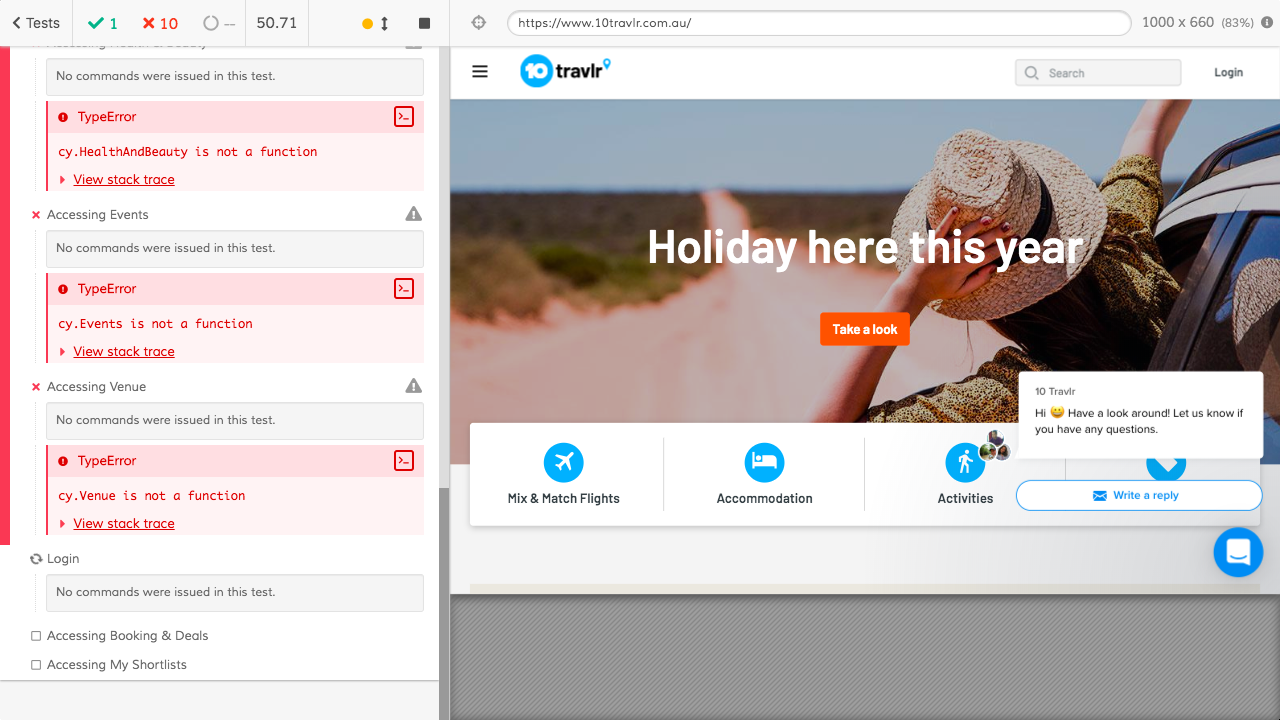 Tests
1
10
--
50.71
https://www.10travlr.com.au/
1000 x 660 (83%)
No commands were issued in this test.
TypeError
cy.HealthAndBeauty is not a function
View stack trace
Accessing Events
No commands were issued in this test.
TypeError
cy.Events is not a function
View stack trace
Accessing Venue
No commands were issued in this test.
TypeError
cy.Venue is not a function
View stack trace
Login
No commands were issued in this test.
Accessing Booking & Deals
Accessing My Shortlists
10 travlr
Search
Login
Holiday here this year
Take a look
10 Travlr
Hi 😀 Have a look around! Let us know if
you have any questions.
Mix & Match Flights
Accommodation
Activities
Write a reply